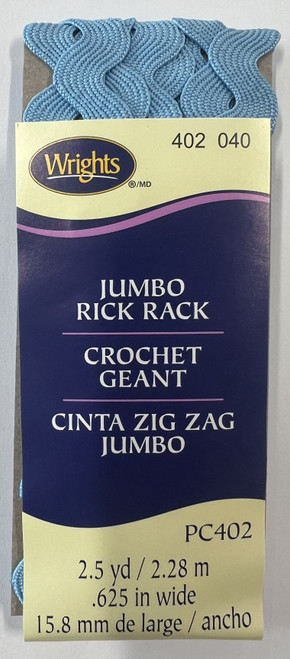 402 040
Wrights
®/MD
JUMBO
RICK RACK
CROCHET
GEANT
CINTA ZIG ZAG
JUMBO
PC402
2.5 yd / 2.28 m
.625 in wide
15.8 mm de large / ancho